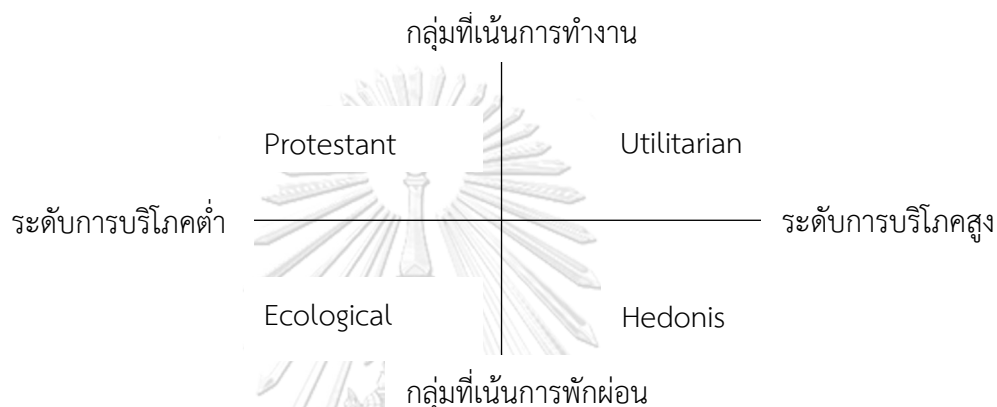 กลุ่มที่เน้นการทำงาน
Protestant
Utilitarian
ระดับการบริโภคต่ำ
ระดับการบริโภคสูง
Ecological
Hedonis
กลุ่มที่เน้นการพักผ่อน